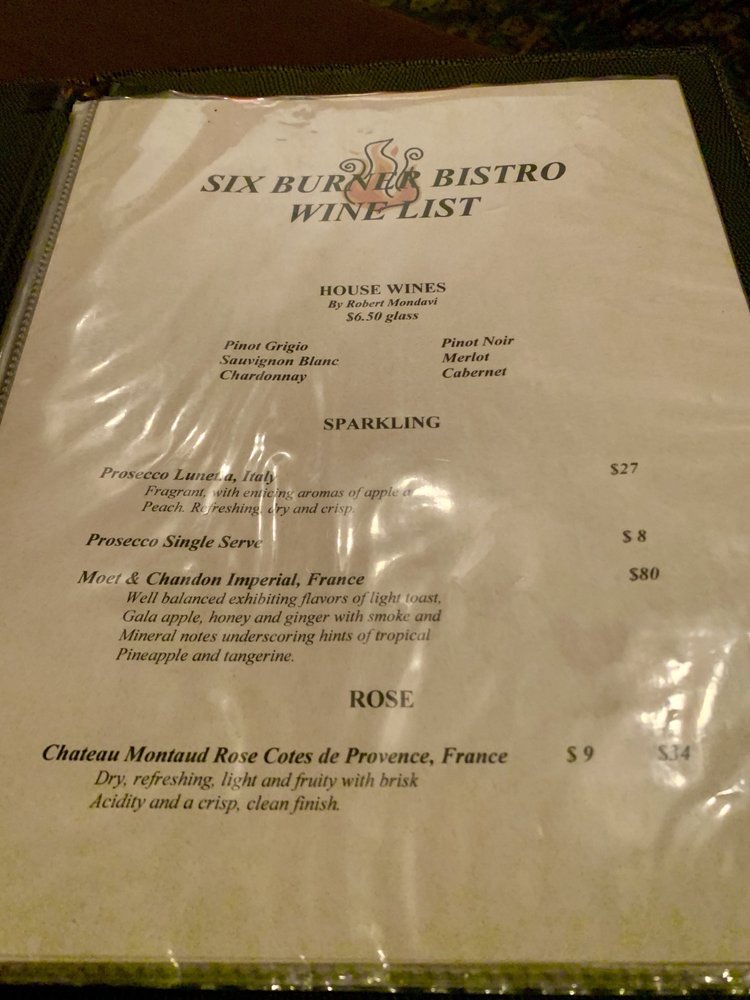 SIX BURNER BISTRO
WINE LIST
HOUSE WINES
By Robert Mondavi
$6.50 glass
Pinot Grigio Pinot Noir
Sauvignon Blanc Merlot
Chardonnay Cabernet
SPARKLING
Prosecco Lunetta, Italy $27
Fragrant, with enticing aromas of apple
Peach. Refreshing, dry and crisp.
Prosecco Single Serve $ 8
Moet & Chandon Imperial, France $80
Well balanced exhibiting flavors of light toast,
Gala apple, honey and ginger with smoke and
Mineral notes underscoring hints of tropical
Pineapple and tangerine.
ROSE
Chateau Montaud Rose Cotes de Provence, France $ 9 $34
Dry, refreshing, light and fruity with brisk
Acidity and a crisp, clean finish.